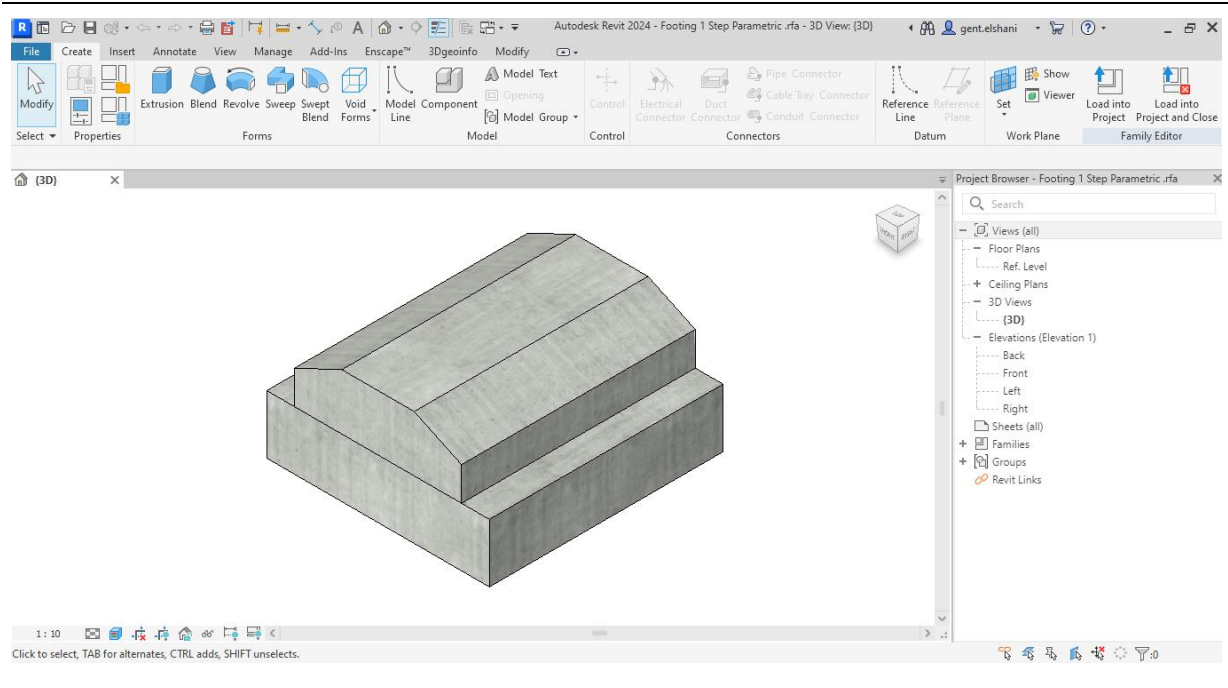 R
A
Autodesk Revit 2024 - Footing 1 Step Parametric .rfa - 3D View: {3D}
gent.elshani
File Create Insert Annotate View Manage Add-Ins Enscape™ 3Dgeoinfo Modify
Modify
Extrusion Blend Revolve Sweep Swept Blend Void Forms
Model Line Component
Model Text
Opening
Model Group
Control
Electrical Connector Duct Connector
Pipe Connector
Cable Tray Connector
Conduit Connector
Reference Line Reference Plane
Set
Show
Viewer
Load into Project Load into Project and Close
Select Properties Forms Model Control Connectors Datum Work Plane Family Editor
{3D}
Project Browser - Footing 1 Step Parametric .rfa
Search
Views (all)
Floor Plans
Ref. Level
Ceiling Plans
3D Views
{3D}
Elevations (Elevation 1)
Back
Front
Left
Right
Sheets (all)
Families
Groups
Revit Links
FRONT
1 : 10
Click to select, TAB for alternates, CTRL adds, SHIFT unselects.
:0